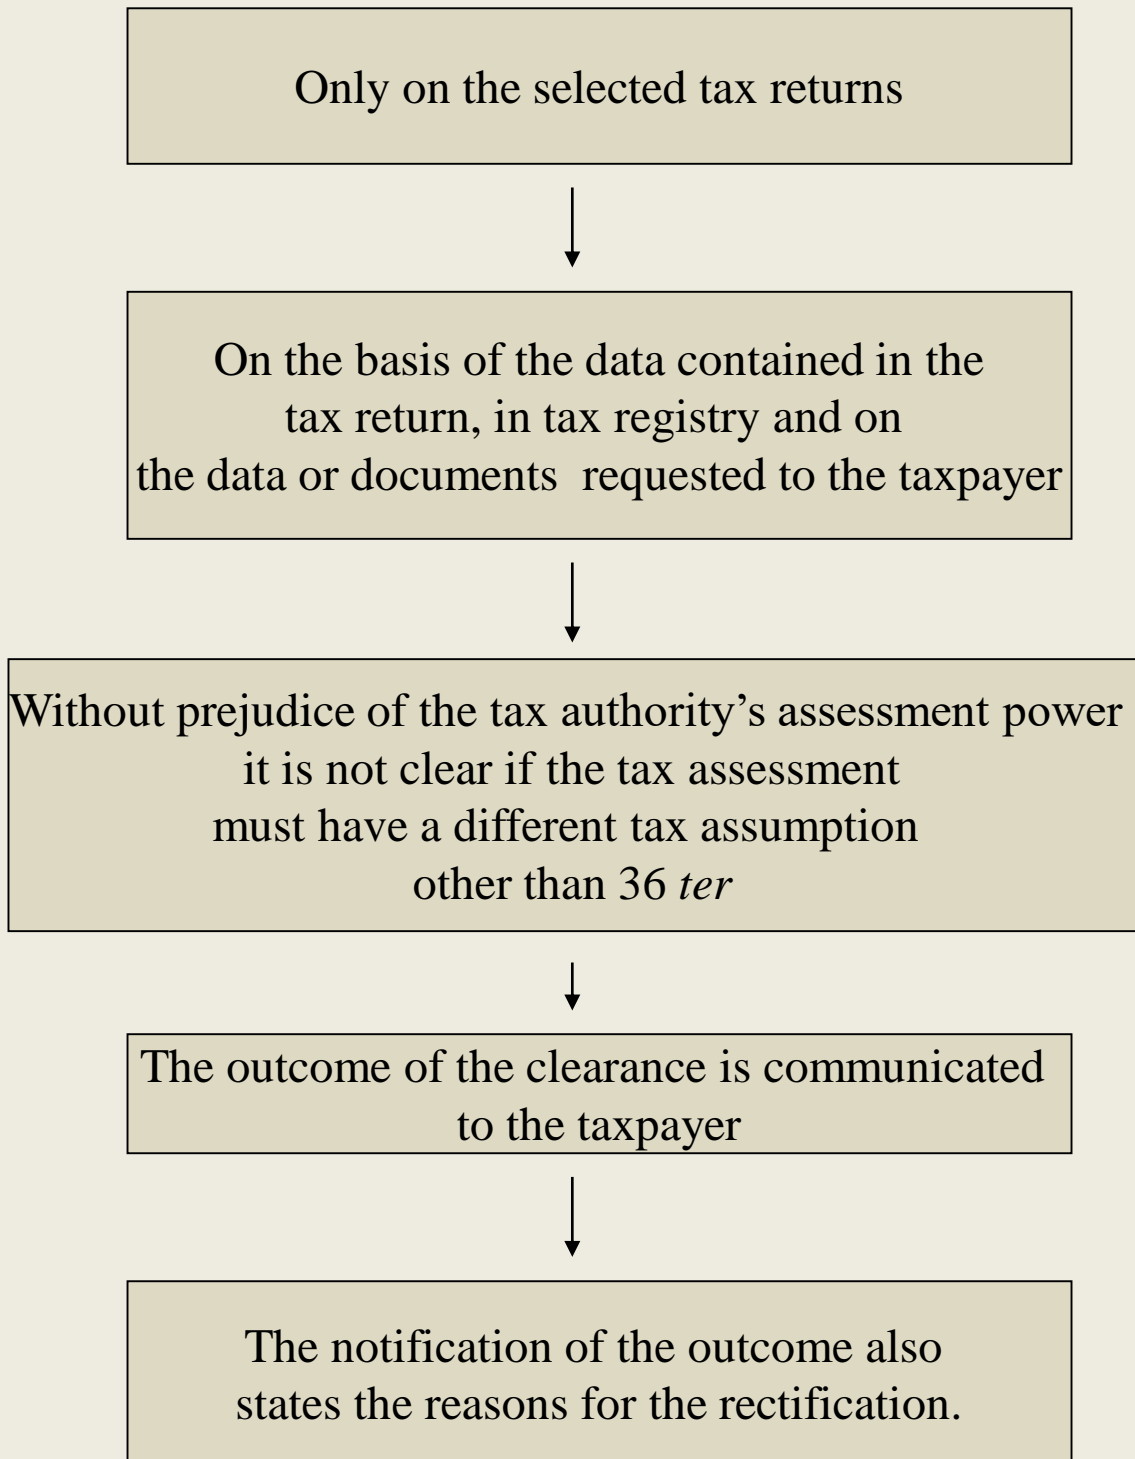 Only on the selected tax returns
On the basis of the data contained in the
tax return, in tax registry and on
the data or documents  requested to the taxpayer
Without prejudice of the tax authority’s assessment power
it is not clear if the tax assessment
must have a different tax assumption
other than 36 ter
The outcome of the clearance is communicated
to the taxpayer
The notification of the outcome also
states the reasons for the rectification.